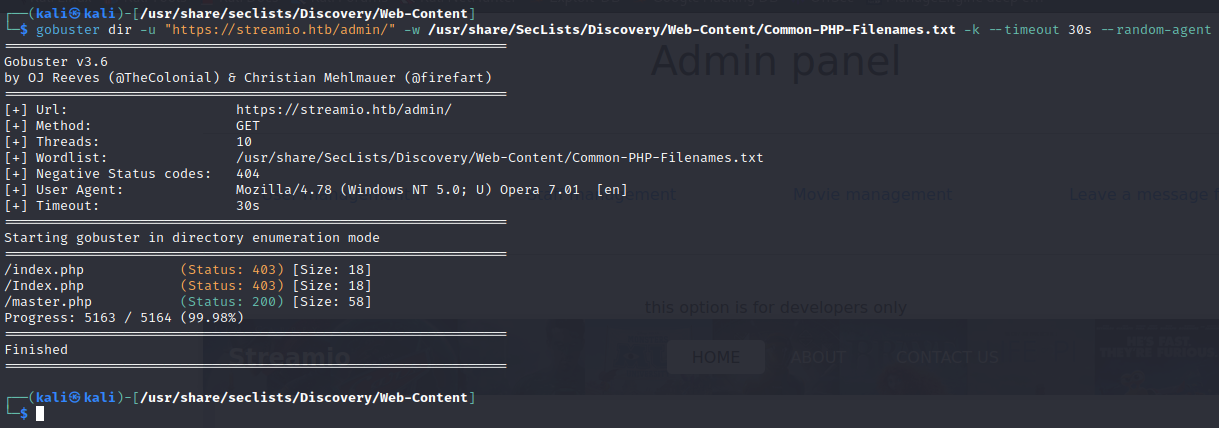 ┌──(kali㉿kali)-[/usr/share/seclists/Discovery/Web-Content]
└─$ gobuster dir -u "https://streamio.htb/admin/" -w /usr/share/SecLists/Discovery/Web-Content/Common-PHP-Filenames.txt -k --timeout 30s --random-agent
===============================================================
Gobuster v3.6
by OJ Reeves (@TheColonial) & Christian Mehlmauer (@firefart)
===============================================================
[+] Url: https://streamio.htb/admin/
[+] Method: GET
[+] Threads: 10
[+] Wordlist: /usr/share/SecLists/Discovery/Web-Content/Common-PHP-Filenames.txt
[+] Negative Status codes: 404
[+] User Agent: Mozilla/4.78 (Windows NT 5.0; U) Opera 7.01 [en]
[+] Timeout: 30s
===============================================================
Starting gobuster in directory enumeration mode
===============================================================
/index.php (Status: 403) [Size: 18]
/Index.php (Status: 403) [Size: 18]
/master.php (Status: 200) [Size: 58]
Progress: 5163 / 5164 (99.98%)
===============================================================
Finished
===============================================================
┌──(kali㉿kali)-[/usr/share/seclists/Discovery/Web-Content]
└─$
Admin panel
management
Movie management
Leave a message
this option is for developers only
Streamio
HOME
ABOUT
CONTACT US